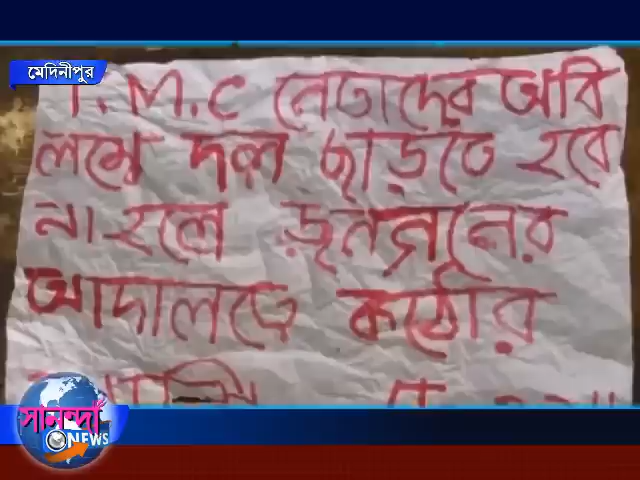 মেদিনীপুর
T.M.C নেতাদের অবি
লম্বে দল ছাড়তে হবে
না হলে জনগনের
আদালতে কঠোর
সানন্দা
NEWS